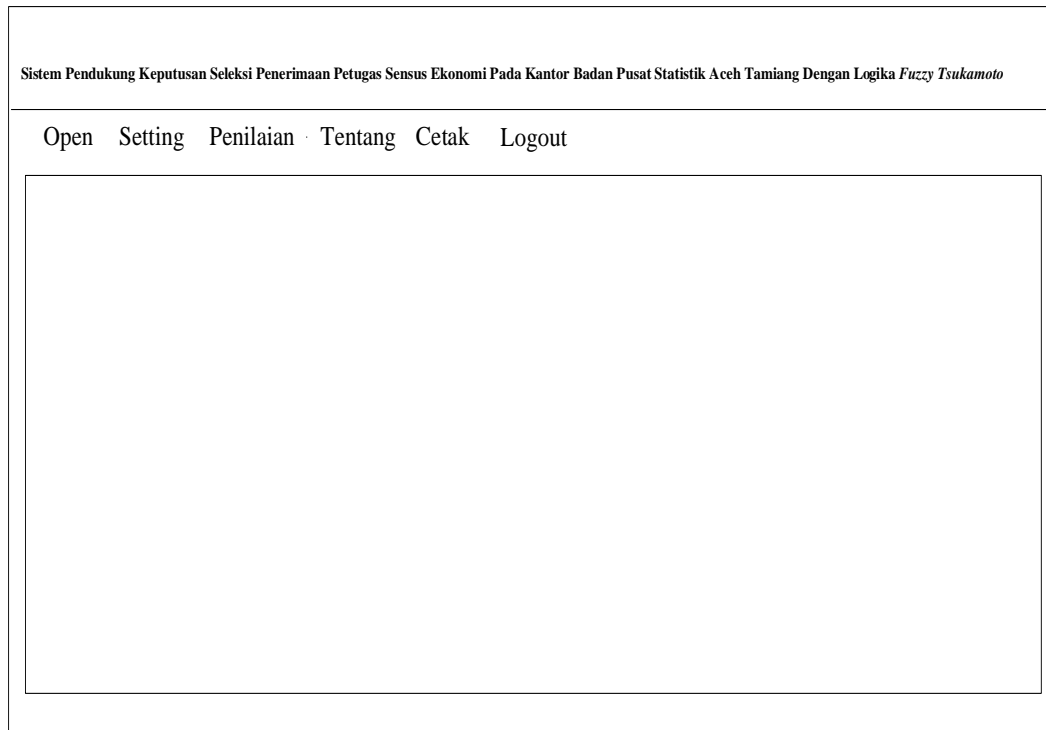 Sistem Pendukung Keputusan Seleksi Penerimaan Petugas Sensus Ekonomi Pada Kantor Badan Pusat Statistik Aceh Tamiang Dengan Logika Fuzzy Tsukamoto
Open Setting Penilaian Tentang Cetak Logout